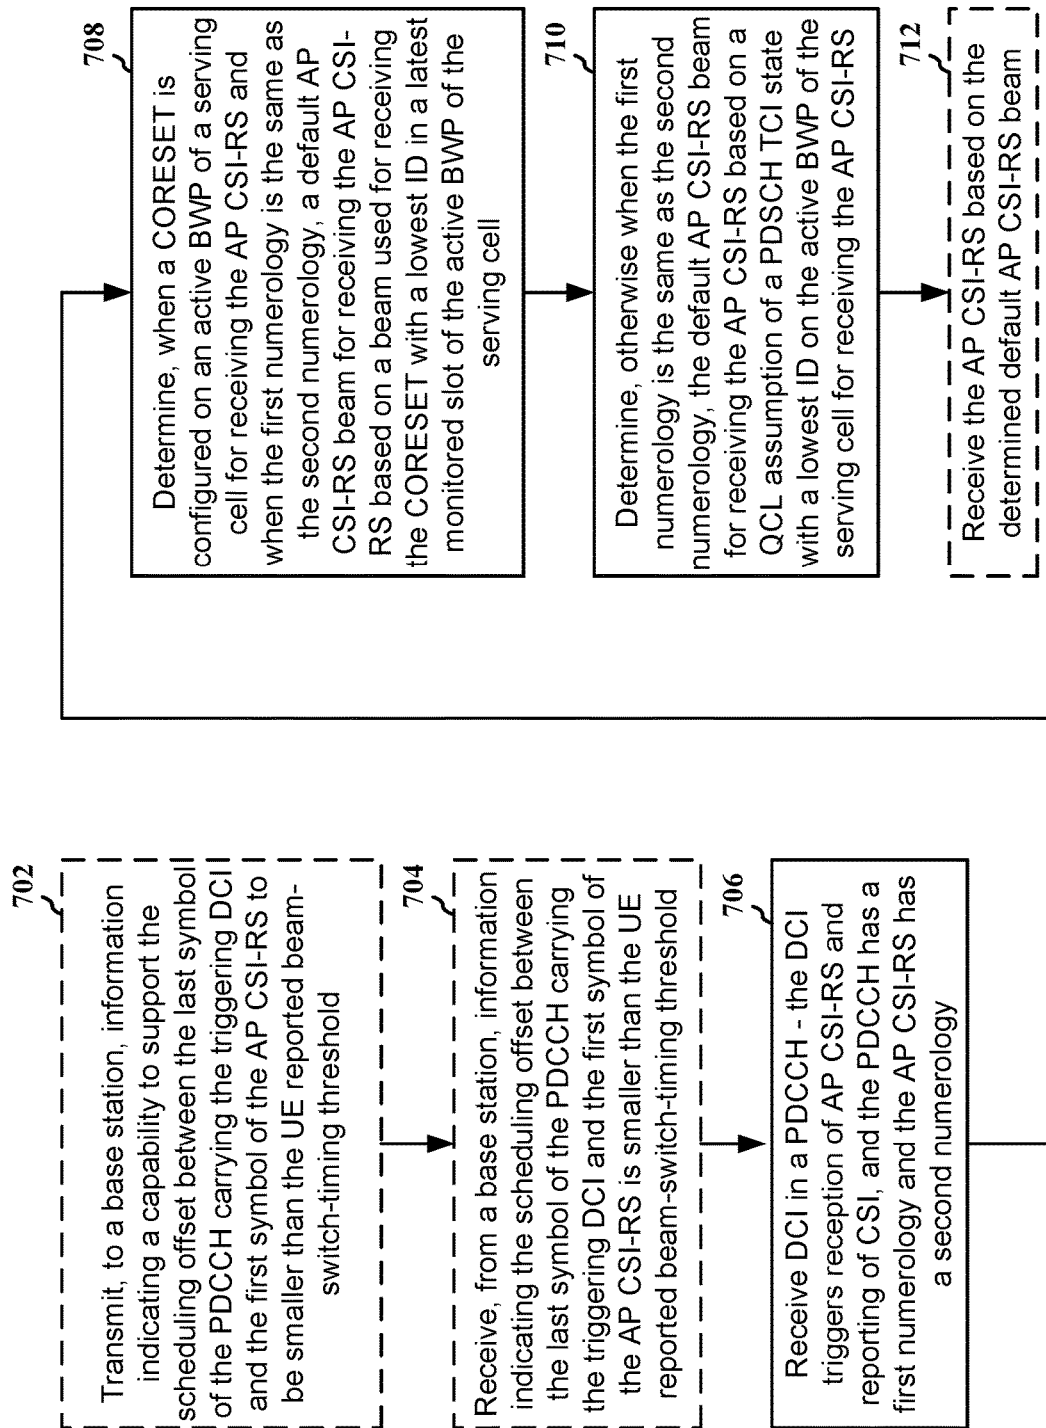 702
Transmit, to a base station, information
indicating a capability to support the
scheduling offset between the last symbol
of the PDCCH carrying the triggering DCI
and the first symbol of the AP CSI-RS to
be smaller than the UE reported beam-
switch-timing threshold
704
Receive, from a base station, information
indicating the scheduling offset between
the last symbol of the PDCCH carrying
the triggering DCI and the first symbol of
the AP CSI-RS is smaller than the UE
reported beam-switch-timing threshold
706
Receive DCI in a PDCCH - the DCI
triggers reception of AP CSI-RS and
reporting of CSI, and the PDCCH has a
first numerology and the AP CSI-RS has
a second numerology
708
Determine, when a CORESET is
configured on an active BWP of a serving
cell for receiving the AP CSI-RS and
when the first numerology is the same as
the second numerology, a default AP
CSI-RS beam for receiving the AP CSI-
RS based on a beam used for receiving
the CORESET with a lowest ID in a latest
monitored slot of the active BWP of the
serving cell
710
Determine, otherwise when the first
numerology is the same as the second
numerology, the default AP CSI-RS beam
for receiving the AP CSI-RS based on a
QCL assumption of a PDSCH TCI state
with a lowest ID on the active BWP of the
serving cell for receiving the AP CSI-RS
712
Receive the AP CSI-RS based on the
determined default AP CSI-RS beam